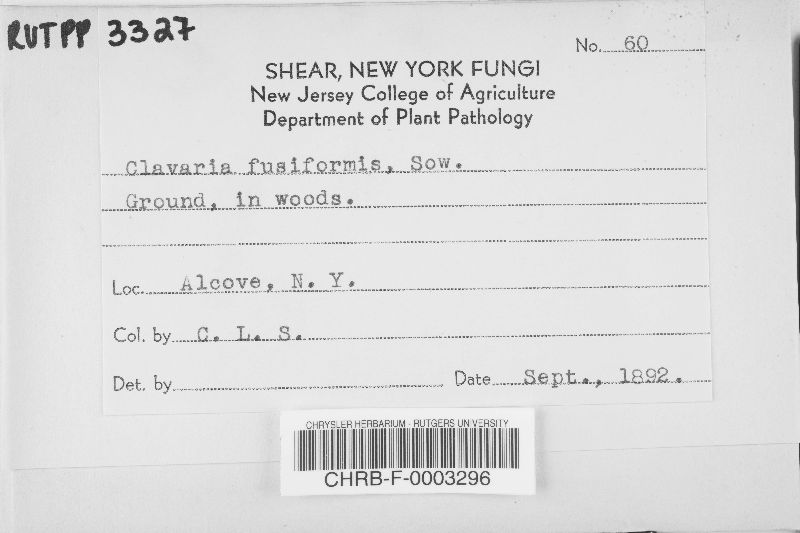 RUTPP 3327
No. 60
SHEAR, NEW YORK FUNGI
New Jersey College of Agriculture
Department of Plant Pathology
Clavaria fusiformis, Sow.
Ground, in woods.
Loc. Alcove, N. Y.
Col. by C. L. S.
Det. by
Date Sept., 1892.
CHRYSLER HERBARIUM - RUTGERS UNIVERSITY
CHRB-F-0003296